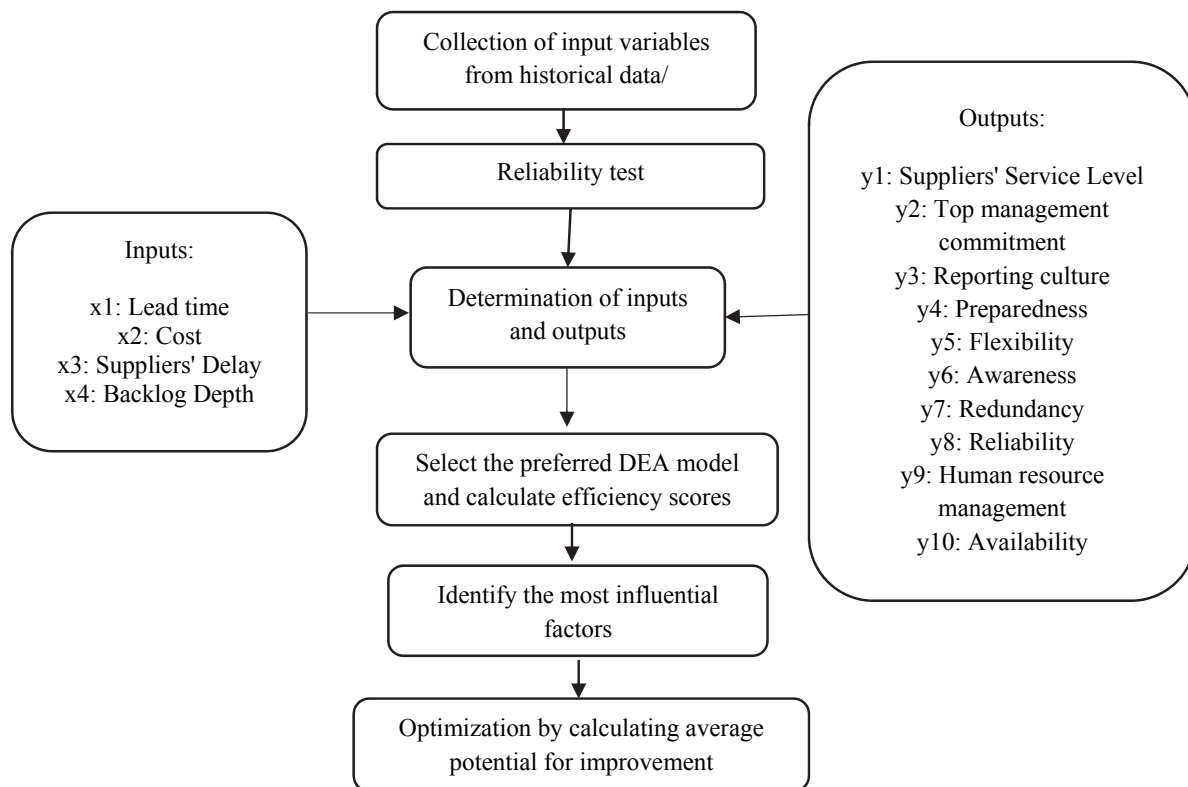 Collection of input variables
from historical data/
Reliability test
Inputs:
x1: Lead time
x2: Cost
x3: Suppliers' Delay
x4: Backlog Depth
Determination of inputs
and outputs
Outputs:
y1: Suppliers' Service Level
y2: Top management
commitment
y3: Reporting culture
y4: Preparedness
y5: Flexibility
y6: Awareness
y7: Redundancy
y8: Reliability
y9: Human resource
management
y10: Availability
Select the preferred DEA model
and calculate efficiency scores
Identify the most influential
factors
Optimization by calculating average
potential for improvement